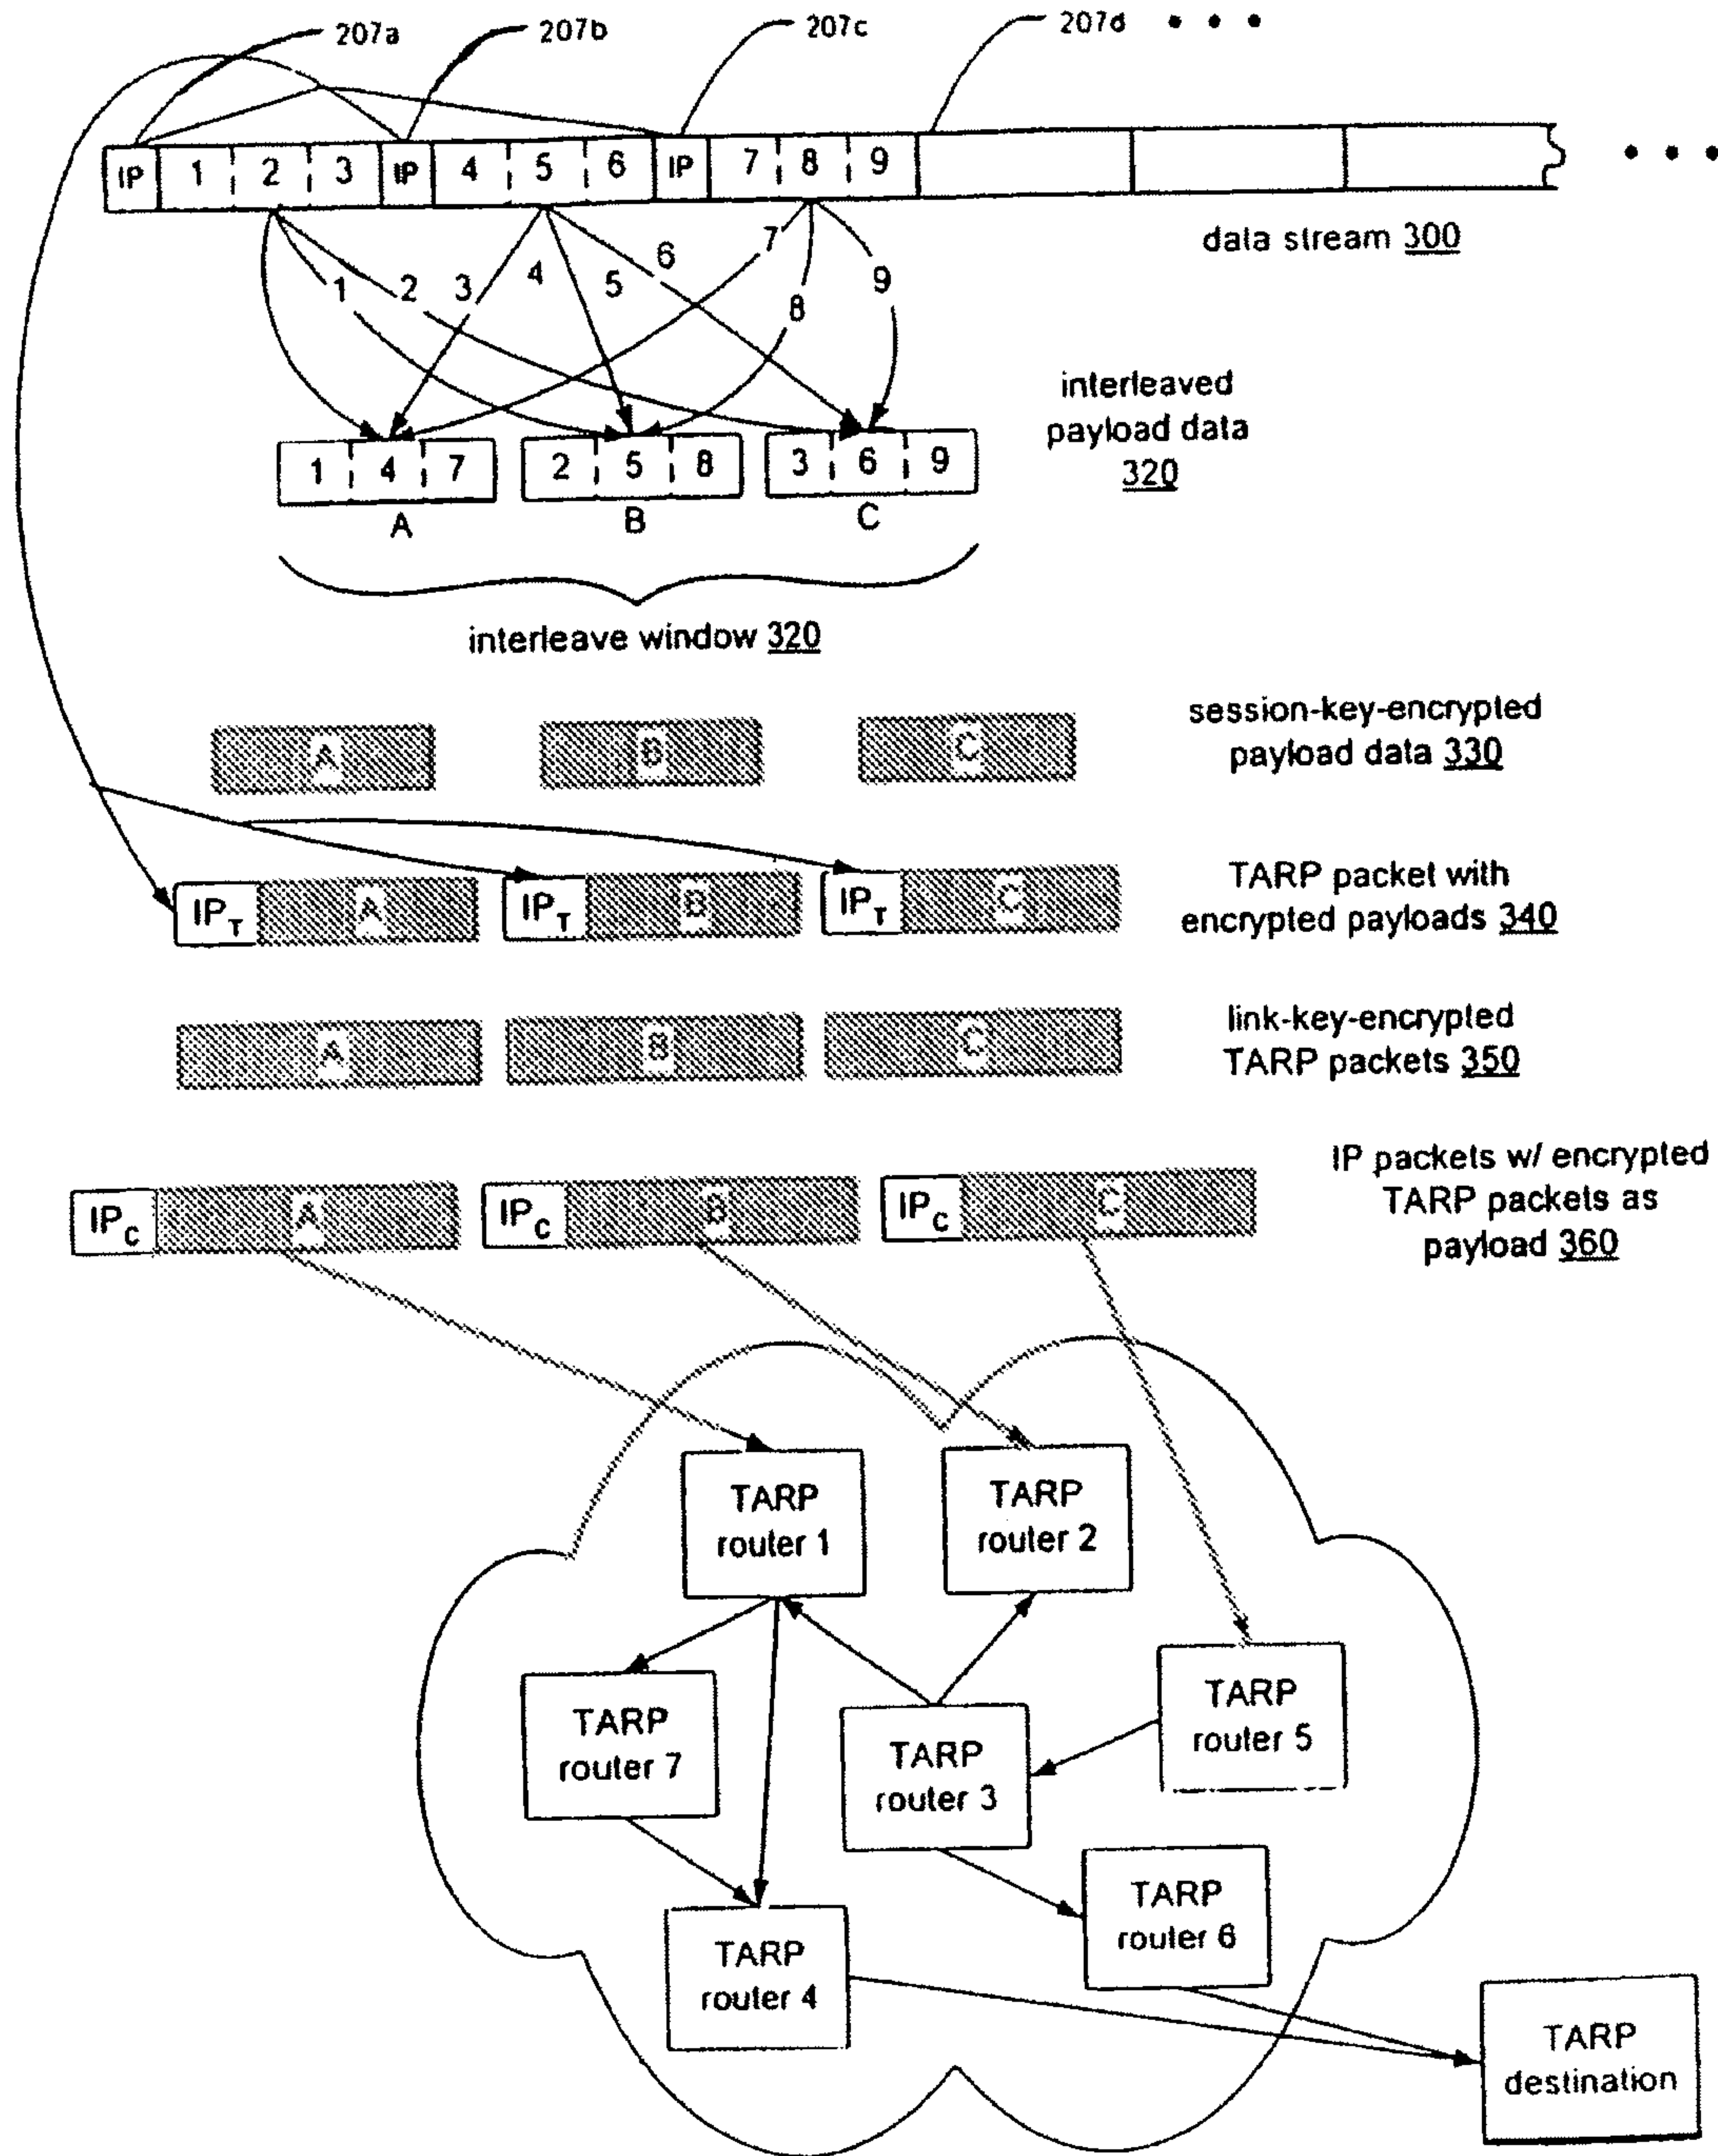 207a 207b 207c 207d • • •
IP 1 2 3 IP 4 5 6 IP 7 8 9 • • •
data stream 300
1 2 3 4 5 6 7 8 9
interleaved
payload data
320
1 4 7 2 5 8 3 6 9
A B C
interleave window 320
session-key-encrypted
payload data 330
A B C
TARP packet with
encrypted payloads 340
IPT A IPT B IPT C
link-key-encrypted
TARP packets 350
A B C
IP packets w/ encrypted
TARP packets as
payload 360
IPC A IPC B IPC C
TARP
router 1
TARP
router 2
TARP
router 5
TARP
router 7
TARP
router 3
TARP
router 6
TARP
router 4
TARP
destination